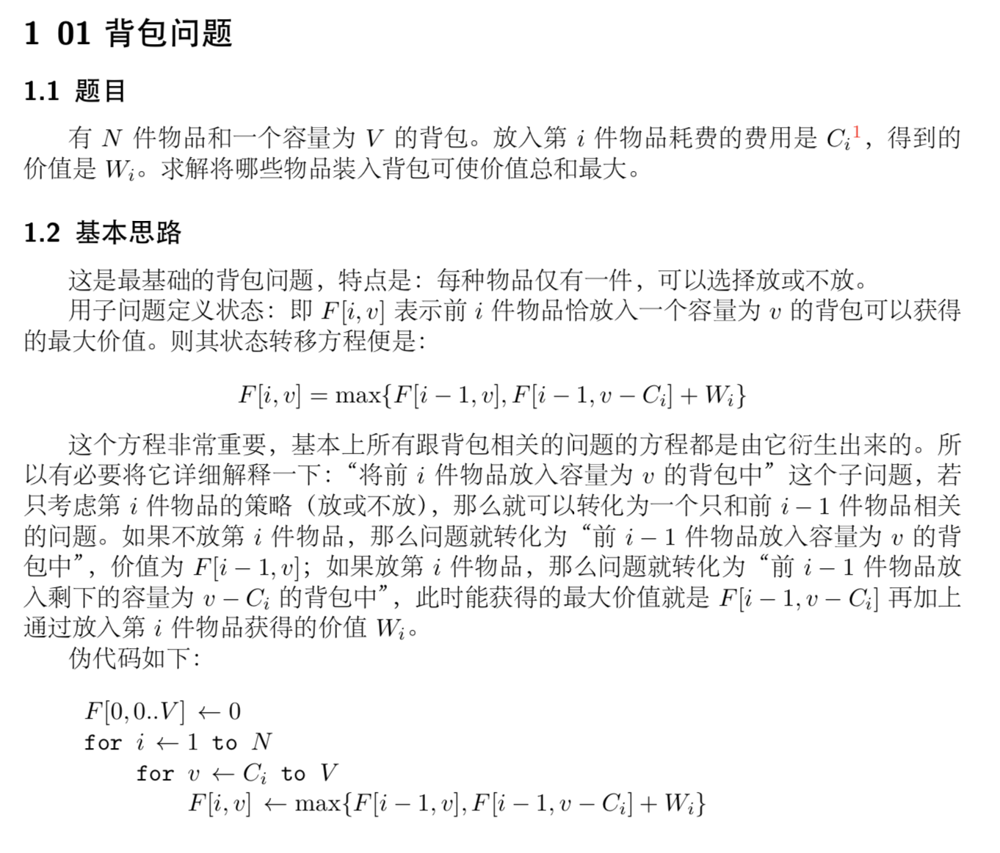 1 01 背包问题
1.1 题目
有 N 件物品和一个容量为 V 的背包。放入第 i 件物品耗费的费用是 Cᵢ¹，得到的
价值是 Wᵢ。求解将哪些物品装入背包可使价值总和最大。
1.2 基本思路
这是最基础的背包问题，特点是：每种物品仅有一件，可以选择放或不放。
用子问题定义状态：即 F[i, v] 表示前 i 件物品恰放入一个容量为 v 的背包可以获得
的最大价值。则其状态转移方程便是：
F[i, v] = max{F[i − 1, v], F[i − 1, v − Cᵢ] + Wᵢ}
这个方程非常重要，基本上所有跟背包相关的问题的方程都是由它衍生出来的。所
以有必要将它详细解释一下：“将前 i 件物品放入容量为 v 的背包中”这个子问题，若
只考虑第 i 件物品的策略（放或不放），那么就可以转化为一个只和前 i − 1 件物品相关
的问题。如果不放第 i 件物品，那么问题就转化为“前 i − 1 件物品放入容量为 v 的背
包中”，价值为 F[i − 1, v]；如果放第 i 件物品，那么问题就转化为“前 i − 1 件物品放
入剩下的容量为 v − Cᵢ 的背包中”，此时能获得的最大价值就是 F[i − 1, v − Cᵢ] 再加上
通过放入第 i 件物品获得的价值 Wᵢ。
伪代码如下：
F[0, 0..V] ← 0
for i ← 1 to N
for v ← Cᵢ to V
F[i, v] ← max{F[i − 1, v], F[i − 1, v − Cᵢ] + Wᵢ}